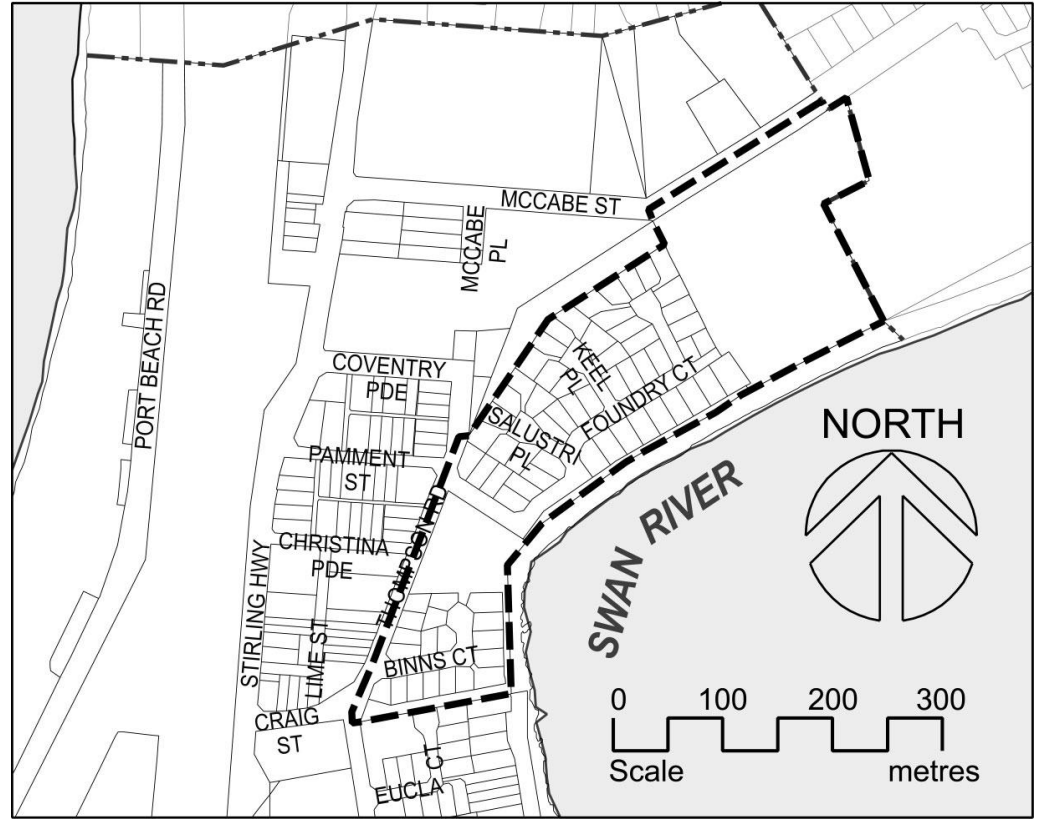 MCCABE ST
MCCABE
PL
PORT BEACH RD
COVENTRY
PDE
KEEL
PL
FOUNDRY CT
SALUSTRI
PL
NORTH
PAMMENT
ST
THOMPSON RD
CHRISTINA
PDE
STIRLING HWY
LIME ST
BINNS CT
SWAN RIVER
CRAIG
ST
EUCLA CT
0 100 200 300
Scale metres